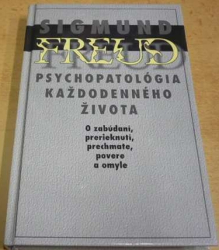 SIGMUND
FREUD
PSYCHOPATOLÓGIA
KAŽDODENNÉHO
ŽIVOTA
O zabúdaní,
prerieknutí,
prechmate,
povere
a omyle